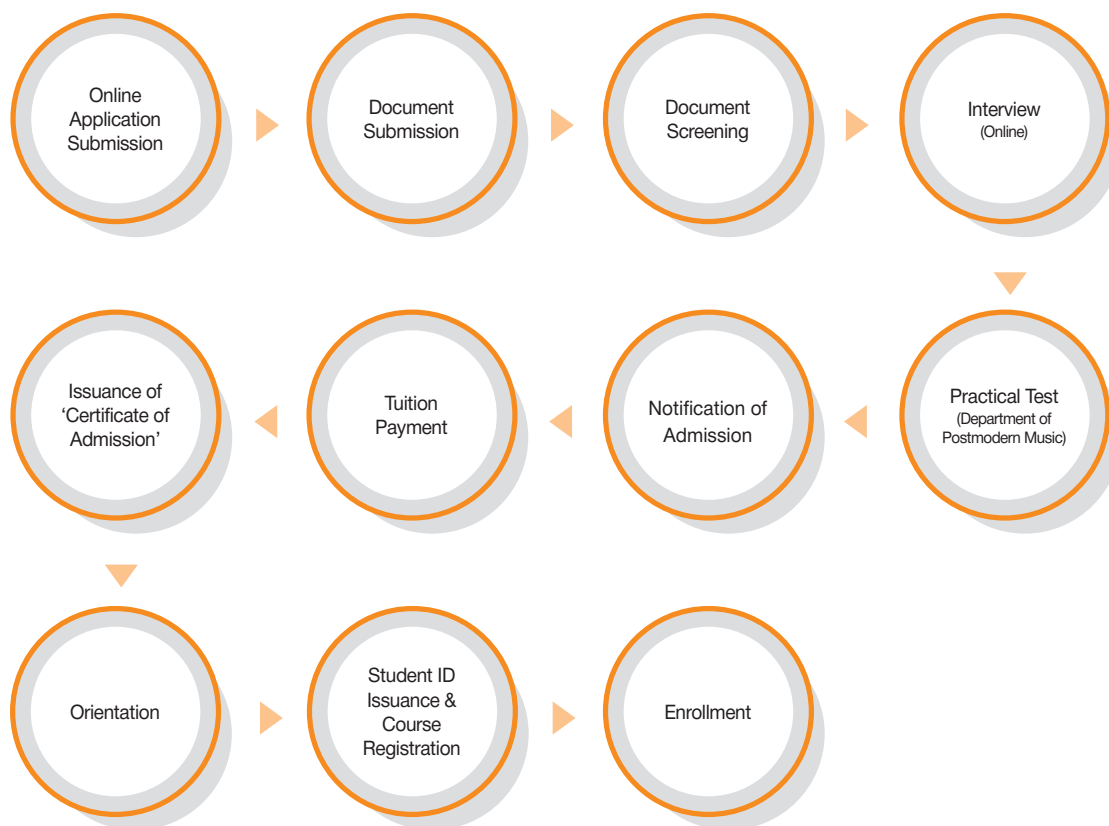 Online
Application
Submission
Document
Submission
Document
Screening
Interview
(Online)
Practical Test
(Department of
Postmodern Music)
Notification of
Admission
Tuition
Payment
Issuance of
‘Certificate of
Admission’
Orientation
Student ID
Issuance &
Course
Registration
Enrollment